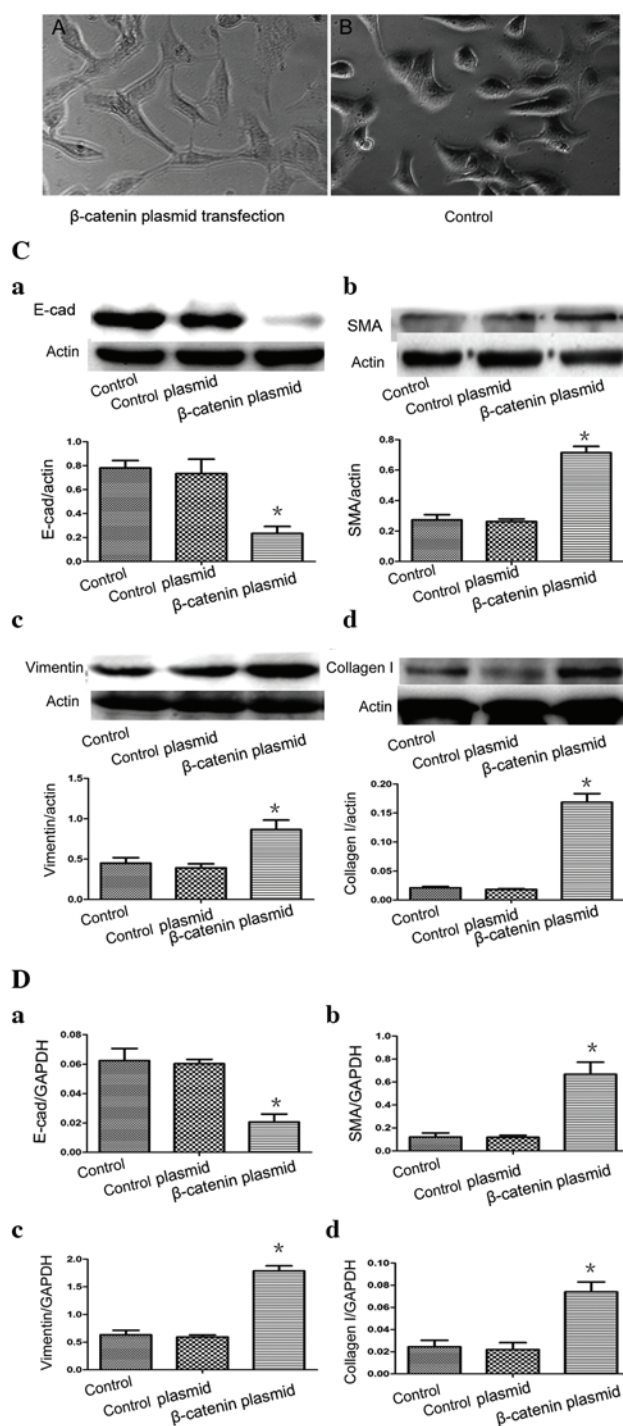 A B
β-catenin plasmid transfection Control
C
a b
E-cad SMA
Actin Actin
Control Control plasmid β-catenin plasmid Control Control plasmid β-catenin plasmid
1.0 0.8
0.8 0.6
0.6 0.4
0.4 0.2
0.2 0.0
0.0
E-cad/actin SMA/actin
* *
Control Control plasmid β-catenin plasmid Control Control plasmid β-catenin plasmid
c d
Vimentin Collagen I
Actin Actin
Control Control plasmid β-catenin plasmid Control Control plasmid β-catenin plasmid
1.5 0.20
1.0 0.15
0.5 0.10
0.0 0.05
0.00
Vimentin/actin Collagen I/actin
* *
Control Control plasmid β-catenin plasmid Control Control plasmid β-catenin plasmid
D
a b
0.08 1.0
0.06 0.8
0.04 0.6
0.02 0.4
0.00 0.2
0.0
E-cad/GAPDH SMA/GAPDH
* *
Control Control plasmid β-catenin plasmid Control Control plasmid β-catenin plasmid
c d
2.0 0.10
1.5 0.08
1.0 0.06
0.5 0.04
0.0 0.02
0.00
Vimentin/GAPDH Collagen I/GAPDH
* *
Control Control plasmid β-catenin plasmid Control Control plasmid β-catenin plasmid